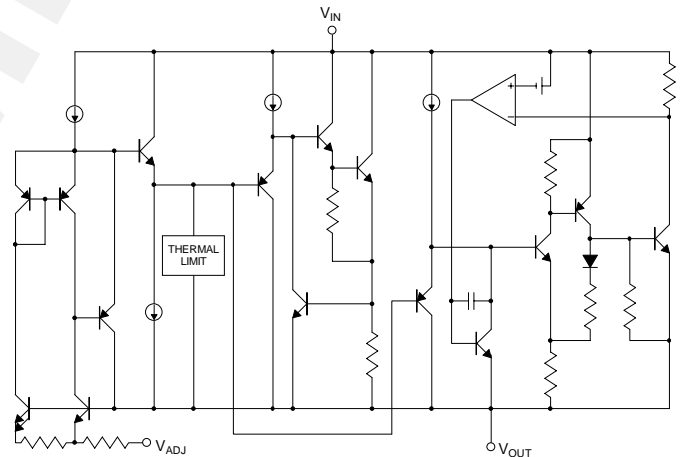 VIN
THERMAL
LIMIT
+
–
VADJ
VOUT